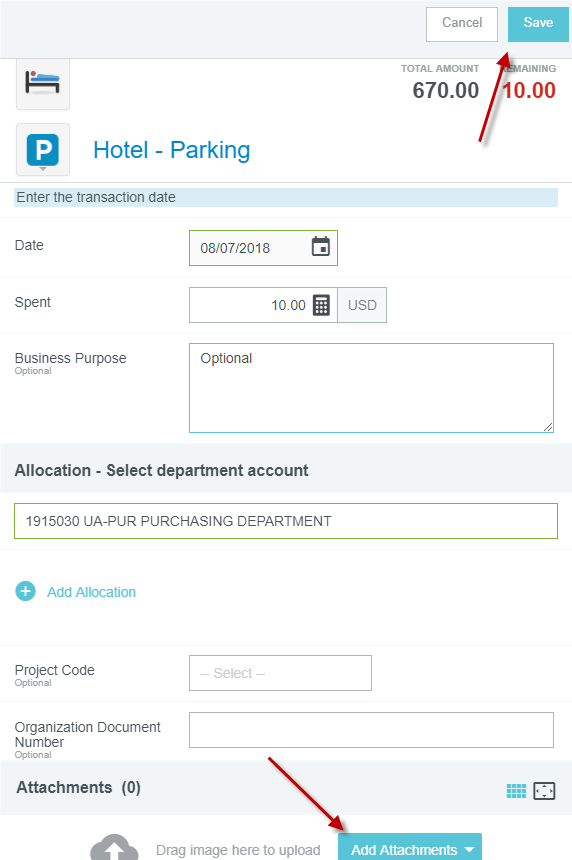 Cancel
Save
TOTAL AMOUNT
REMAINING
670.00
10.00
P
Hotel - Parking
Enter the transaction date
Date
08/07/2018
Spent
10.00
USD
Business Purpose
Optional
Optional
Allocation - Select department account
1915030 UA-PUR PURCHASING DEPARTMENT
Add Allocation
Project Code
Optional
-- Select --
Organization Document
Number
Optional
Attachments (0)
Drag image here to upload
Add Attachments